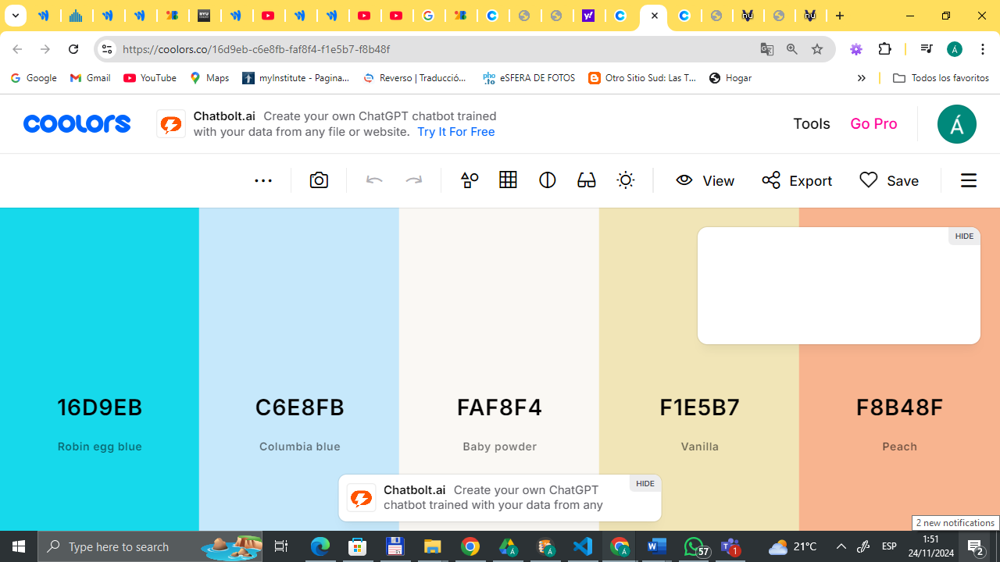 BYU
https://coolors.co/16d9eb-c6e8fb-faf8f4-f1e5b7-f8b48f
Á
Google
Gmail
YouTube
Maps
myInstitute - Pagina...
Reverso | Traducció...
eSFERA DE FOTOS
Otro Sitio Sud: Las T...
Hogar
»
Todos los favoritos
coolors
Chatbolt.ai Create your own ChatGPT chatbot trained
with your data from any file or website. Try It For Free
Tools
Go Pro
Á
View
Export
Save
HIDE
16D9EB
C6E8FB
FAF8F4
F1E5B7
F8B48F
Robin egg blue
Columbia blue
Baby powder
Vanilla
Peach
Chatbolt.ai Create your own ChatGPT
chatbot trained with your data from any
HIDE
2 new notifications
Type here to search
57
1
21°C
ESP
1:51
24/11/2024
2